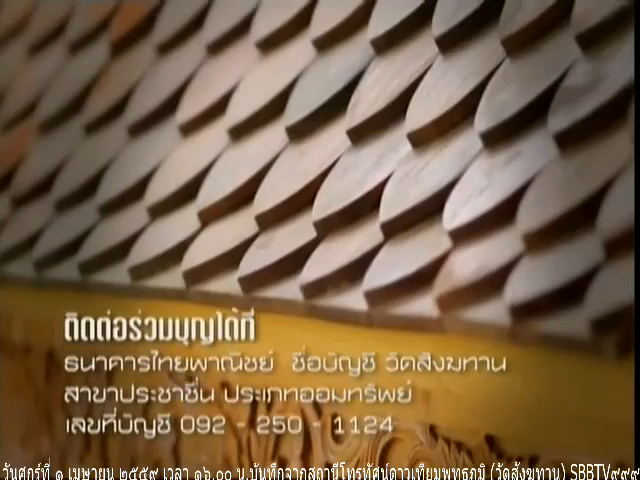 ติดต่อร่วมบุญได้ที่
ธนาคารไทยพาณิชย์ ชื่อบัญชี วัดสังฆทาน
สาขาประชาชื่น ประเภทออมทรัพย์
เลขที่บัญชี 092 - 250 - 1124
วันศุกร์ที่ ๑ เมษายน ๒๕๕๙ เวลา ๑๖.๐๐ น.บันทึกจากสถานีโทรทัศน์ดาวเทียมพุทธภูมิ (วัดสังฆทาน) SBBTV๙๙๙